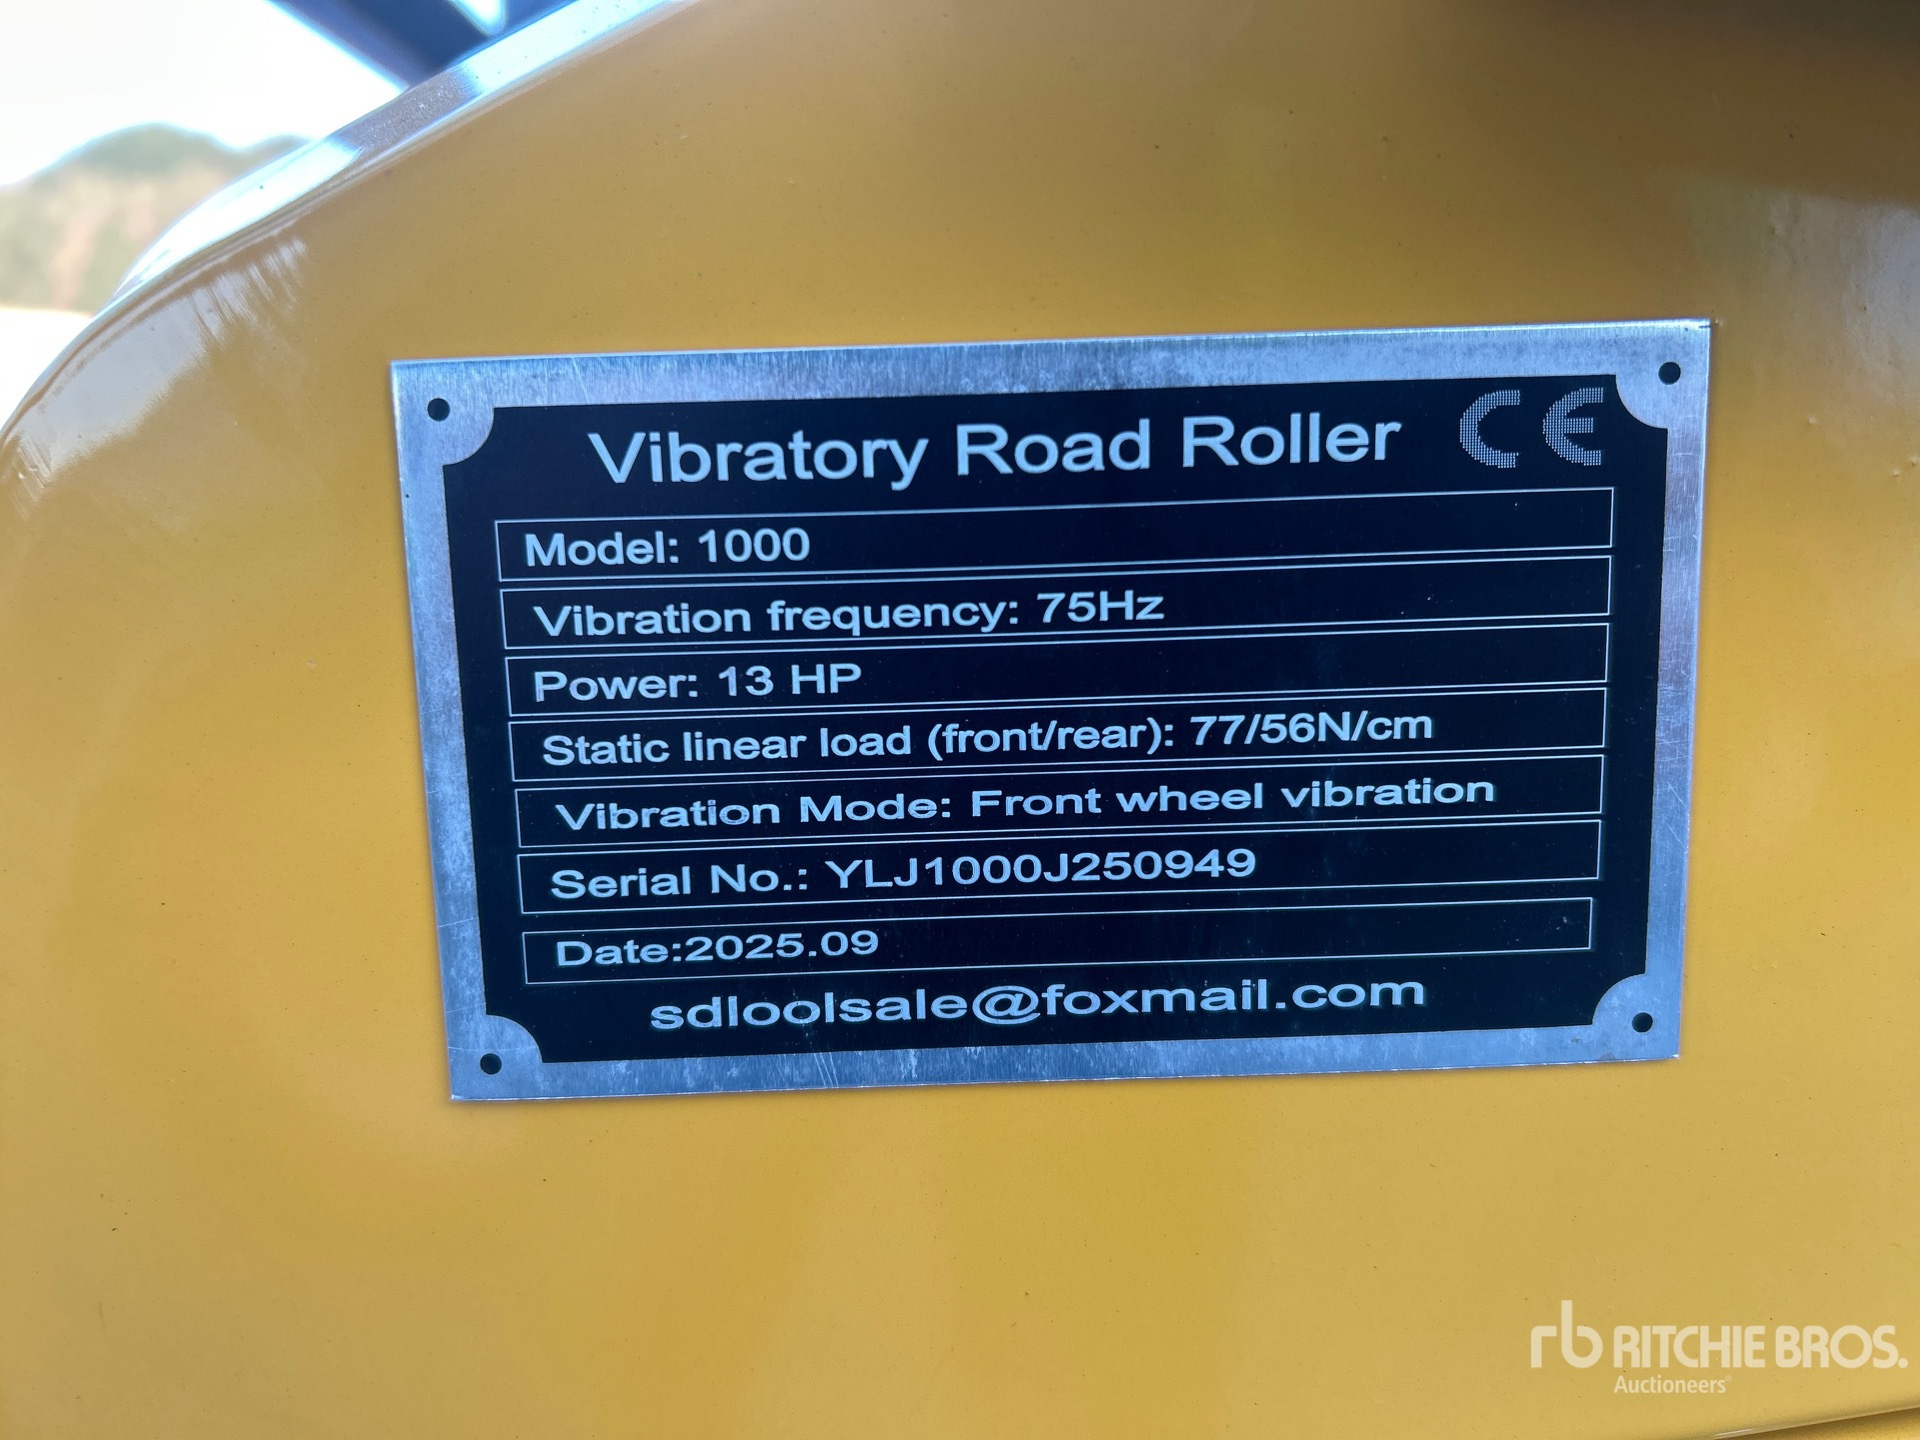 Vibratory Road Roller CE
Model: 1000
Vibration frequency: 75Hz
Power: 13 HP
Static linear load (front/rear): 77/56N/cm
Vibration Mode: Front wheel vibration
Serial No.: YLJ1000J250949
Date:2025.09
sdloolsale@foxmail.com
rb RITCHIE BROS.
Auctioneers